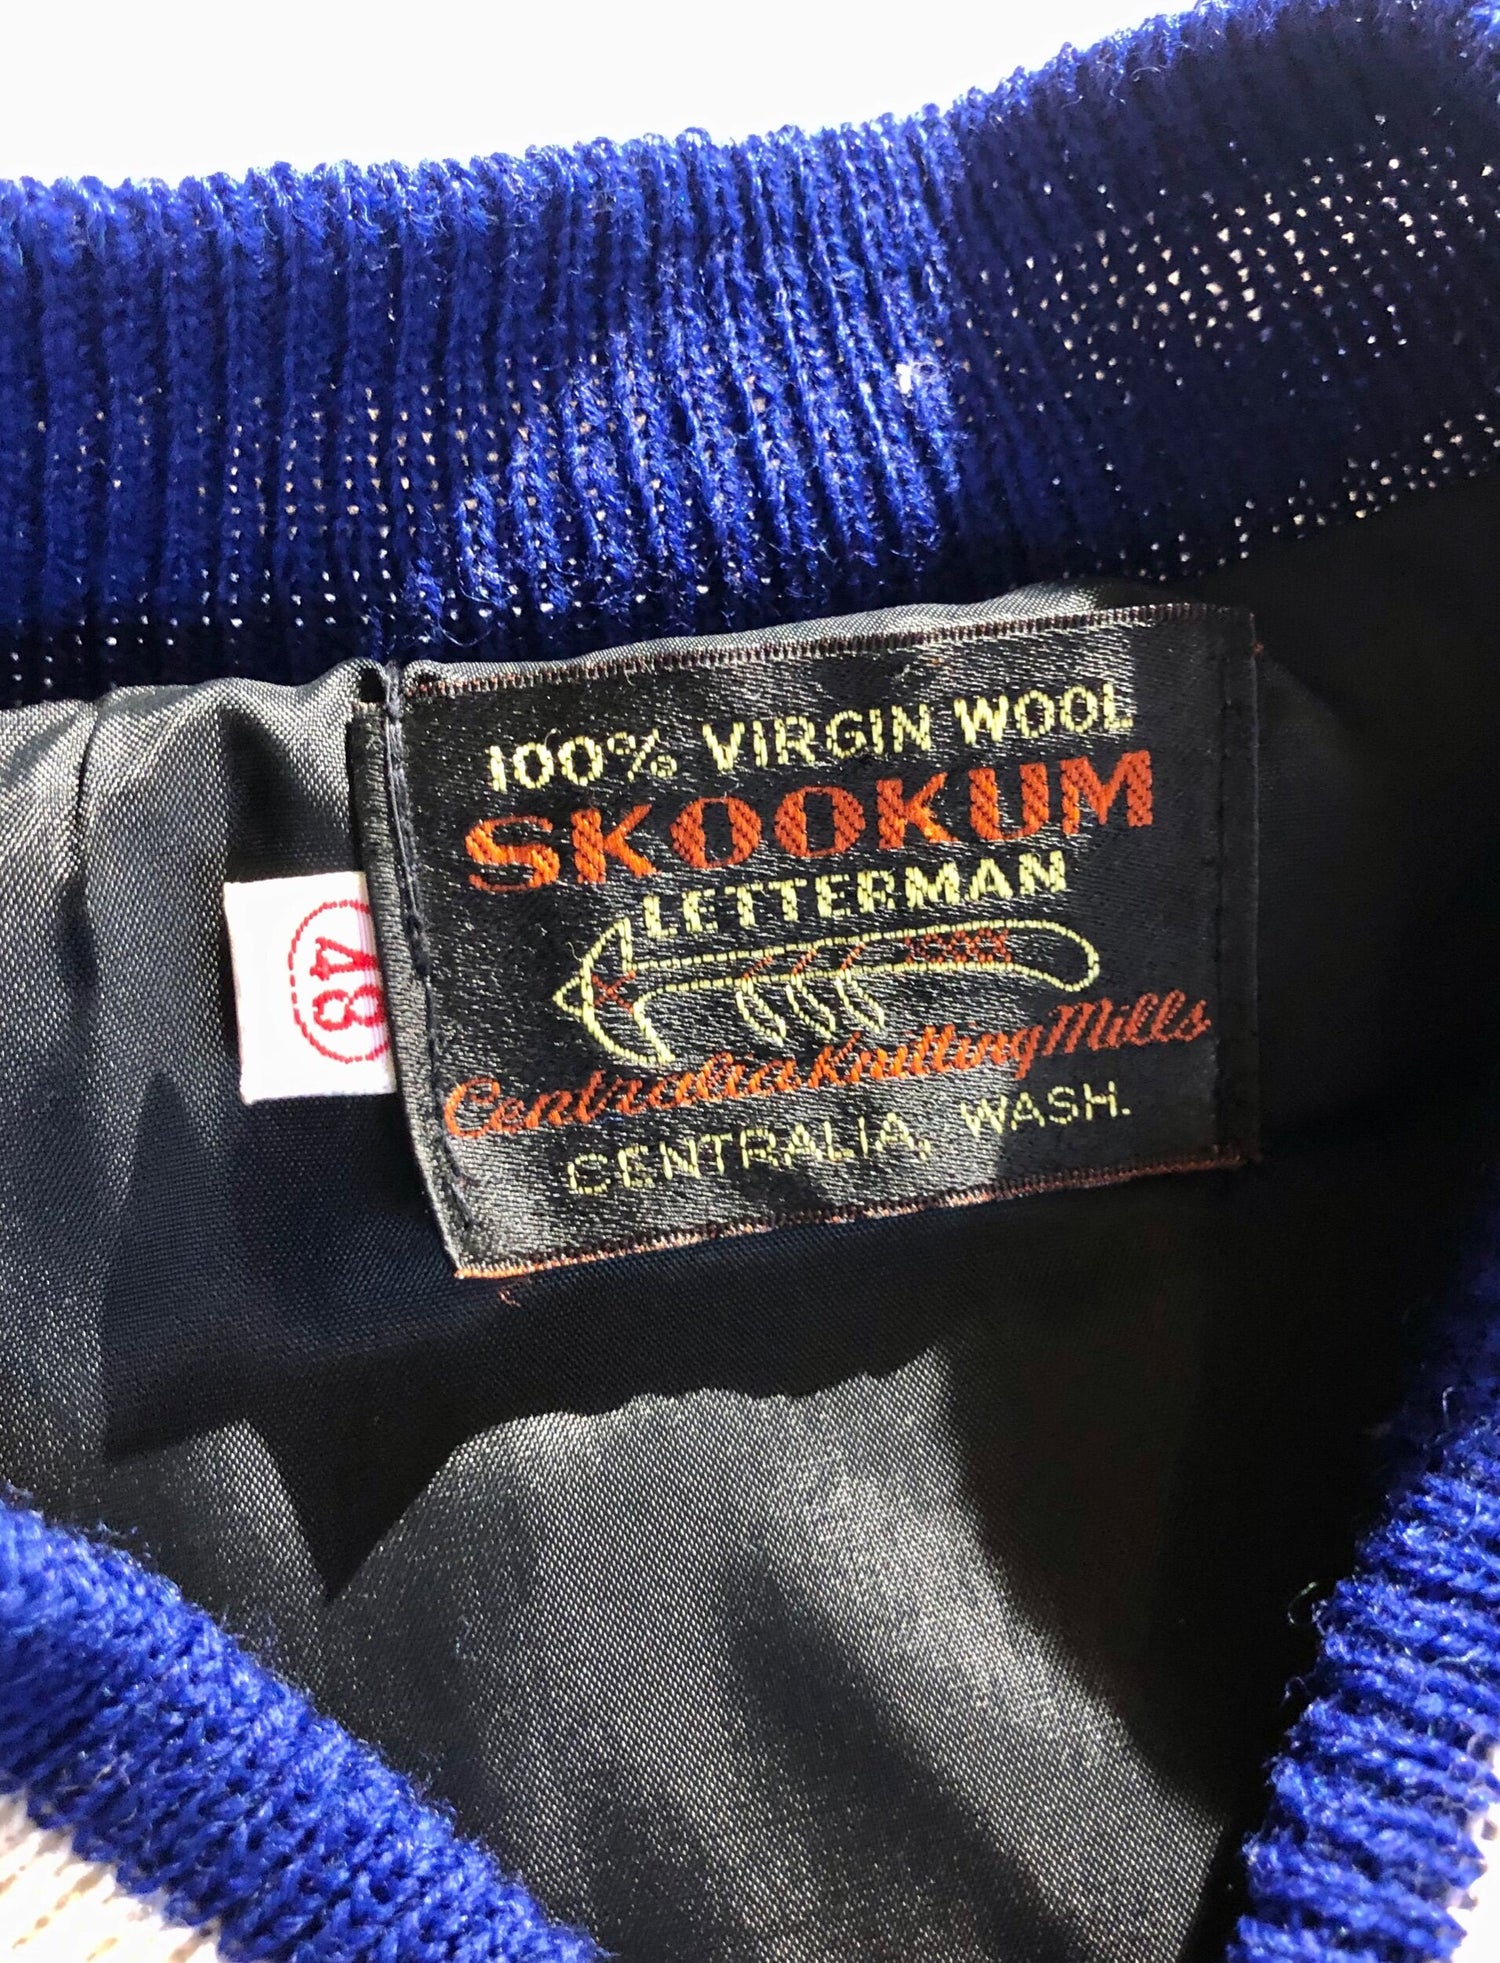 100% VIRGIN WOOL
SKOOKUM
LETTERMAN
Centralia Knitting Mills
CENTRALIA, WASH.
48